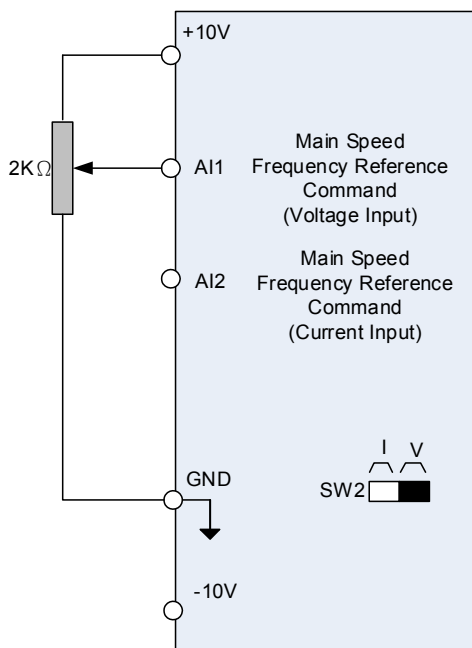 +10V
2KΩ
AI1
Main Speed
Frequency Reference
Command
(Voltage Input)
AI2
Main Speed
Frequency Reference
Command
(Current Input)
GND
I V
SW2
-10V